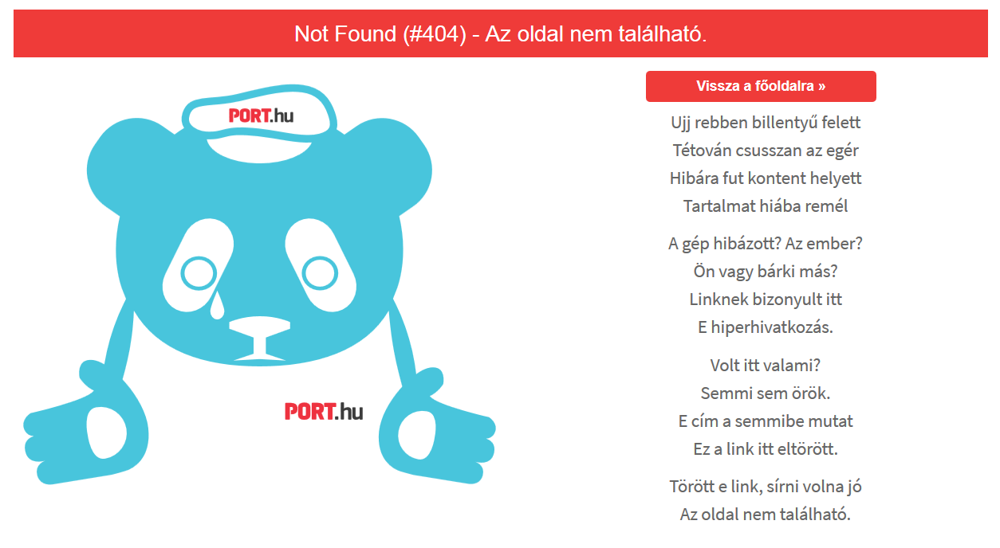 Not Found (#404) - Az oldal nem található.
PORT.hu
PORT.hu
Vissza a főoldalra »
Ujj rebben billentyű felett
Tétován csusszan az egér
Hibára fut kontent helyett
Tartalmat hiába remél
A gép hibázott? Az ember?
Ön vagy bárki más?
Linknek bizonyult itt
E hiperhivatkozás.
Volt itt valami?
Semmi sem örök.
E cím a semmibe mutat
Ez a link itt eltörött.
Törött e link, sírni volna jó
Az oldal nem található.